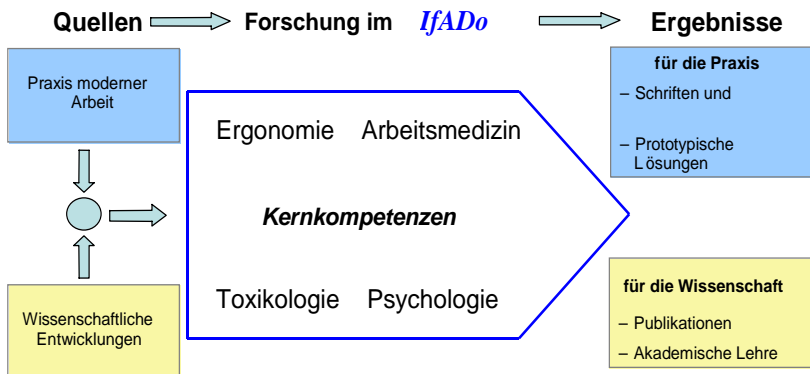 Quellen Forschung im IfADo Ergebnisse
Praxis moderner
Arbeit
Ergonomie Arbeitsmedizin
Kernkompetenzen
Toxikologie Psychologie
Wissenschaftliche
Entwicklungen
für die Praxis
– Schriften und
– Prototypische
Lösungen
für die Wissenschaft
– Publikationen
– Akademische Lehre